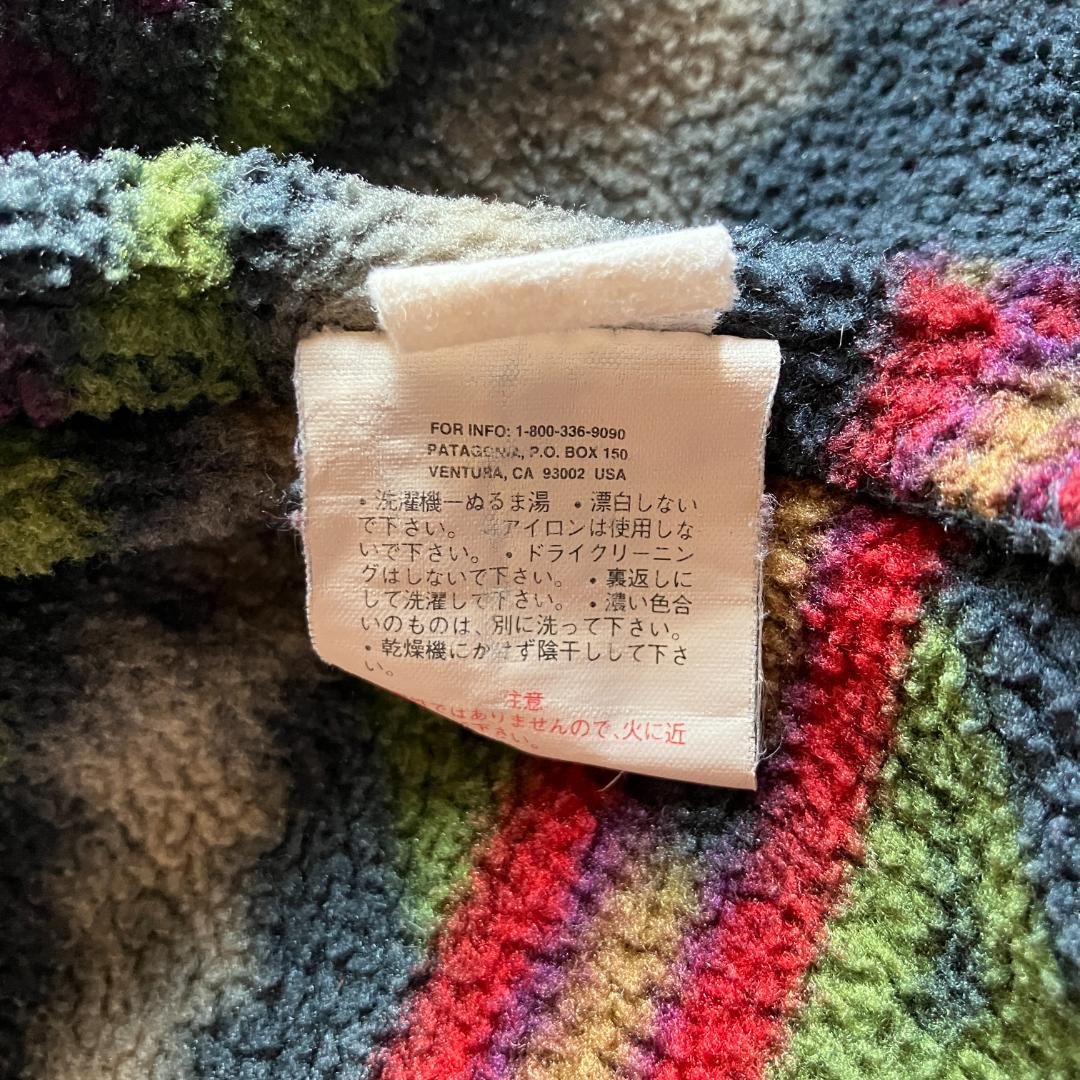 FOR INFO: 1-800-336-9090
PATAGONIA, P.O. BOX 150
VENTURA, CA 93002 USA
・洗濯機―ぬるま湯 ・漂白しない
で下さい。 アイロンは使用しな
いで下さい。 ・ドライクリーニン
グはしないで下さい。 ・裏返しに
して洗濯して下さい。 ・濃い色合
いのものは、別に洗って下さい。
・乾燥機にかけず陰干しして下さ
い。
注意
ではありませんので、火に近
下さい。